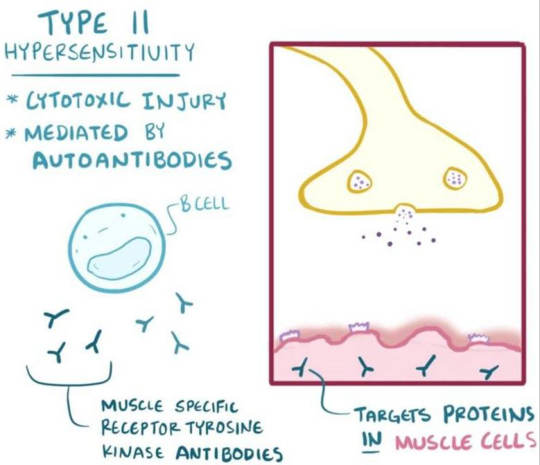 TYPE II
HYPERSENSITIVITY
* CYTOTOXIC INJURY
* MEDIATED BY
AUTOANTIBODIES
B CELL
MUSCLE SPECIFIC
RECEPTOR TYROSINE
KINASE ANTIBODIES
TARGETS PROTEINS
IN MUSCLE CELLS